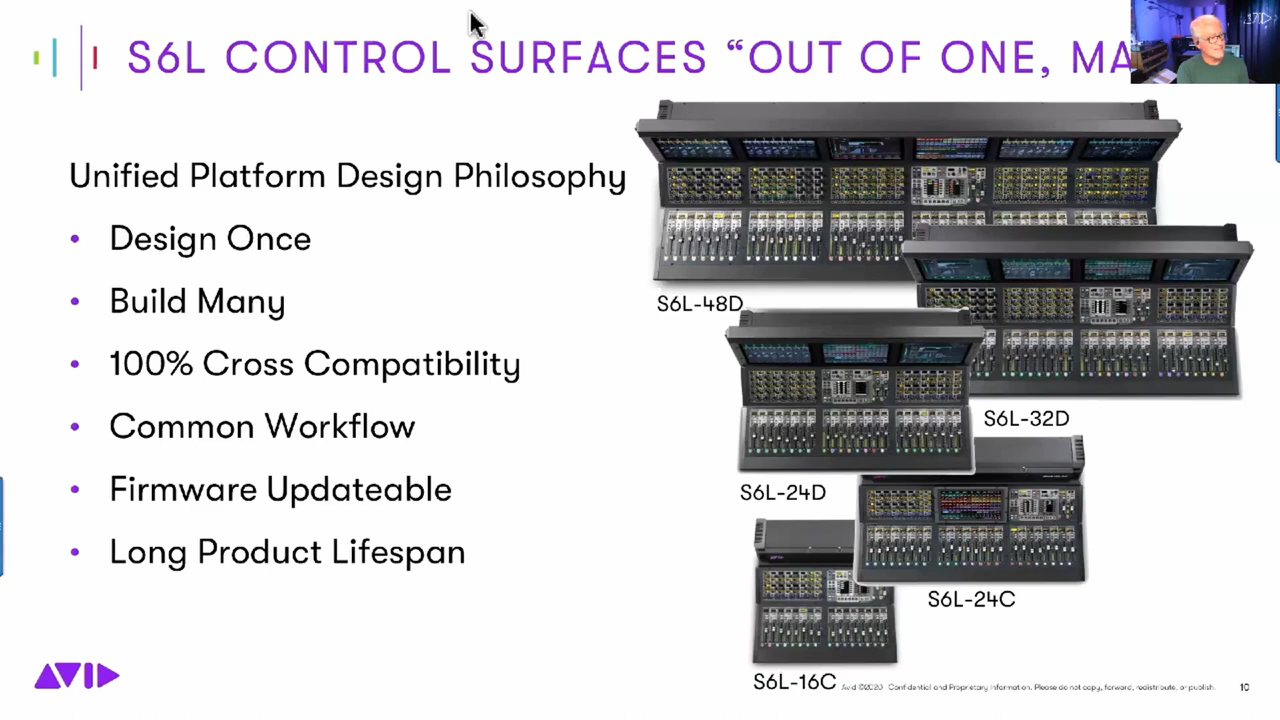 S6L CONTROL SURFACES “OUT OF ONE, MA
Unified Platform Design Philosophy
• Design Once
• Build Many
• 100% Cross Compatibility
• Common Workflow
• Firmware Updateable
• Long Product Lifespan
S6L-48D
S6L-32D
S6L-24D
S6L-24C
S6L-16C
AVID
Avid ©2020 Confidential and Proprietary Information. Please do not copy, forward, redistribute, or publish.
10